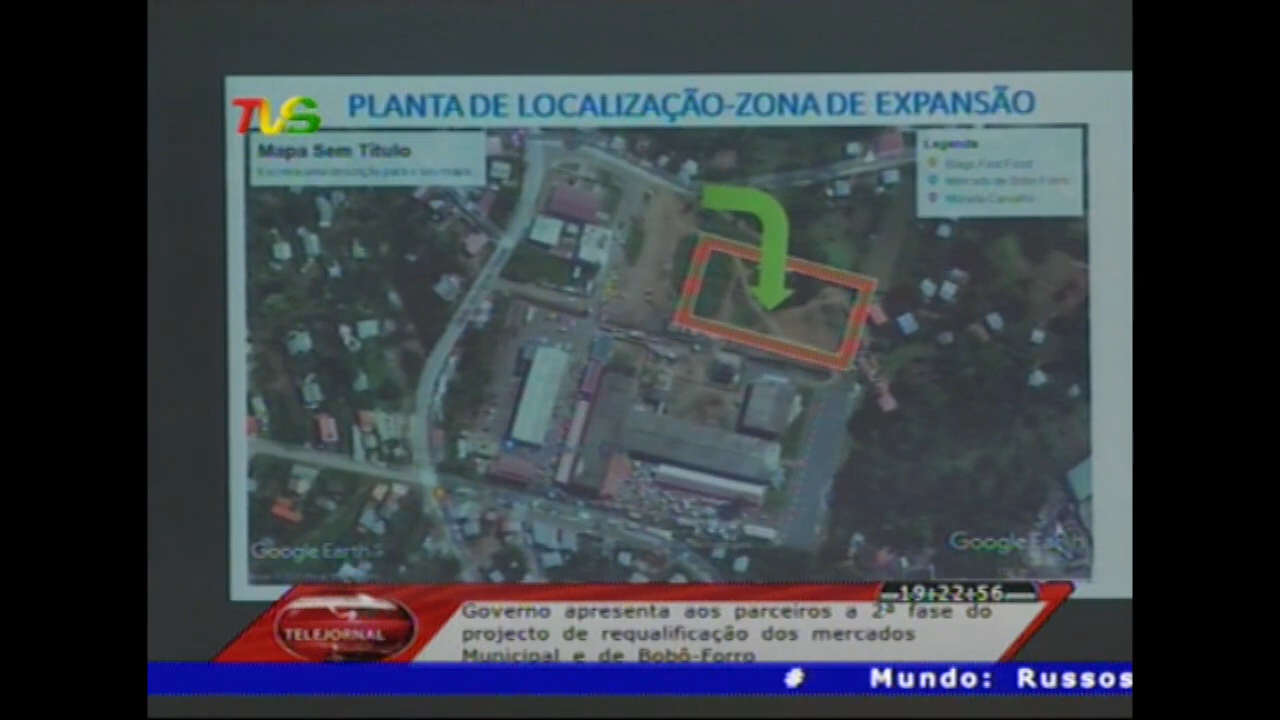 TVS
PLANTA DE LOCALIZAÇÃO-ZONA DE EXPANSÃO
Mapa Sem Título
Legenda
Google Earth
Google Earth
19:22:56
TELEJORNAL
Governo apresenta aos parceiros a 2ª fase do
projecto de requalificação dos mercados
Municipal e de Bobô-Forro
# Mundo: Russos